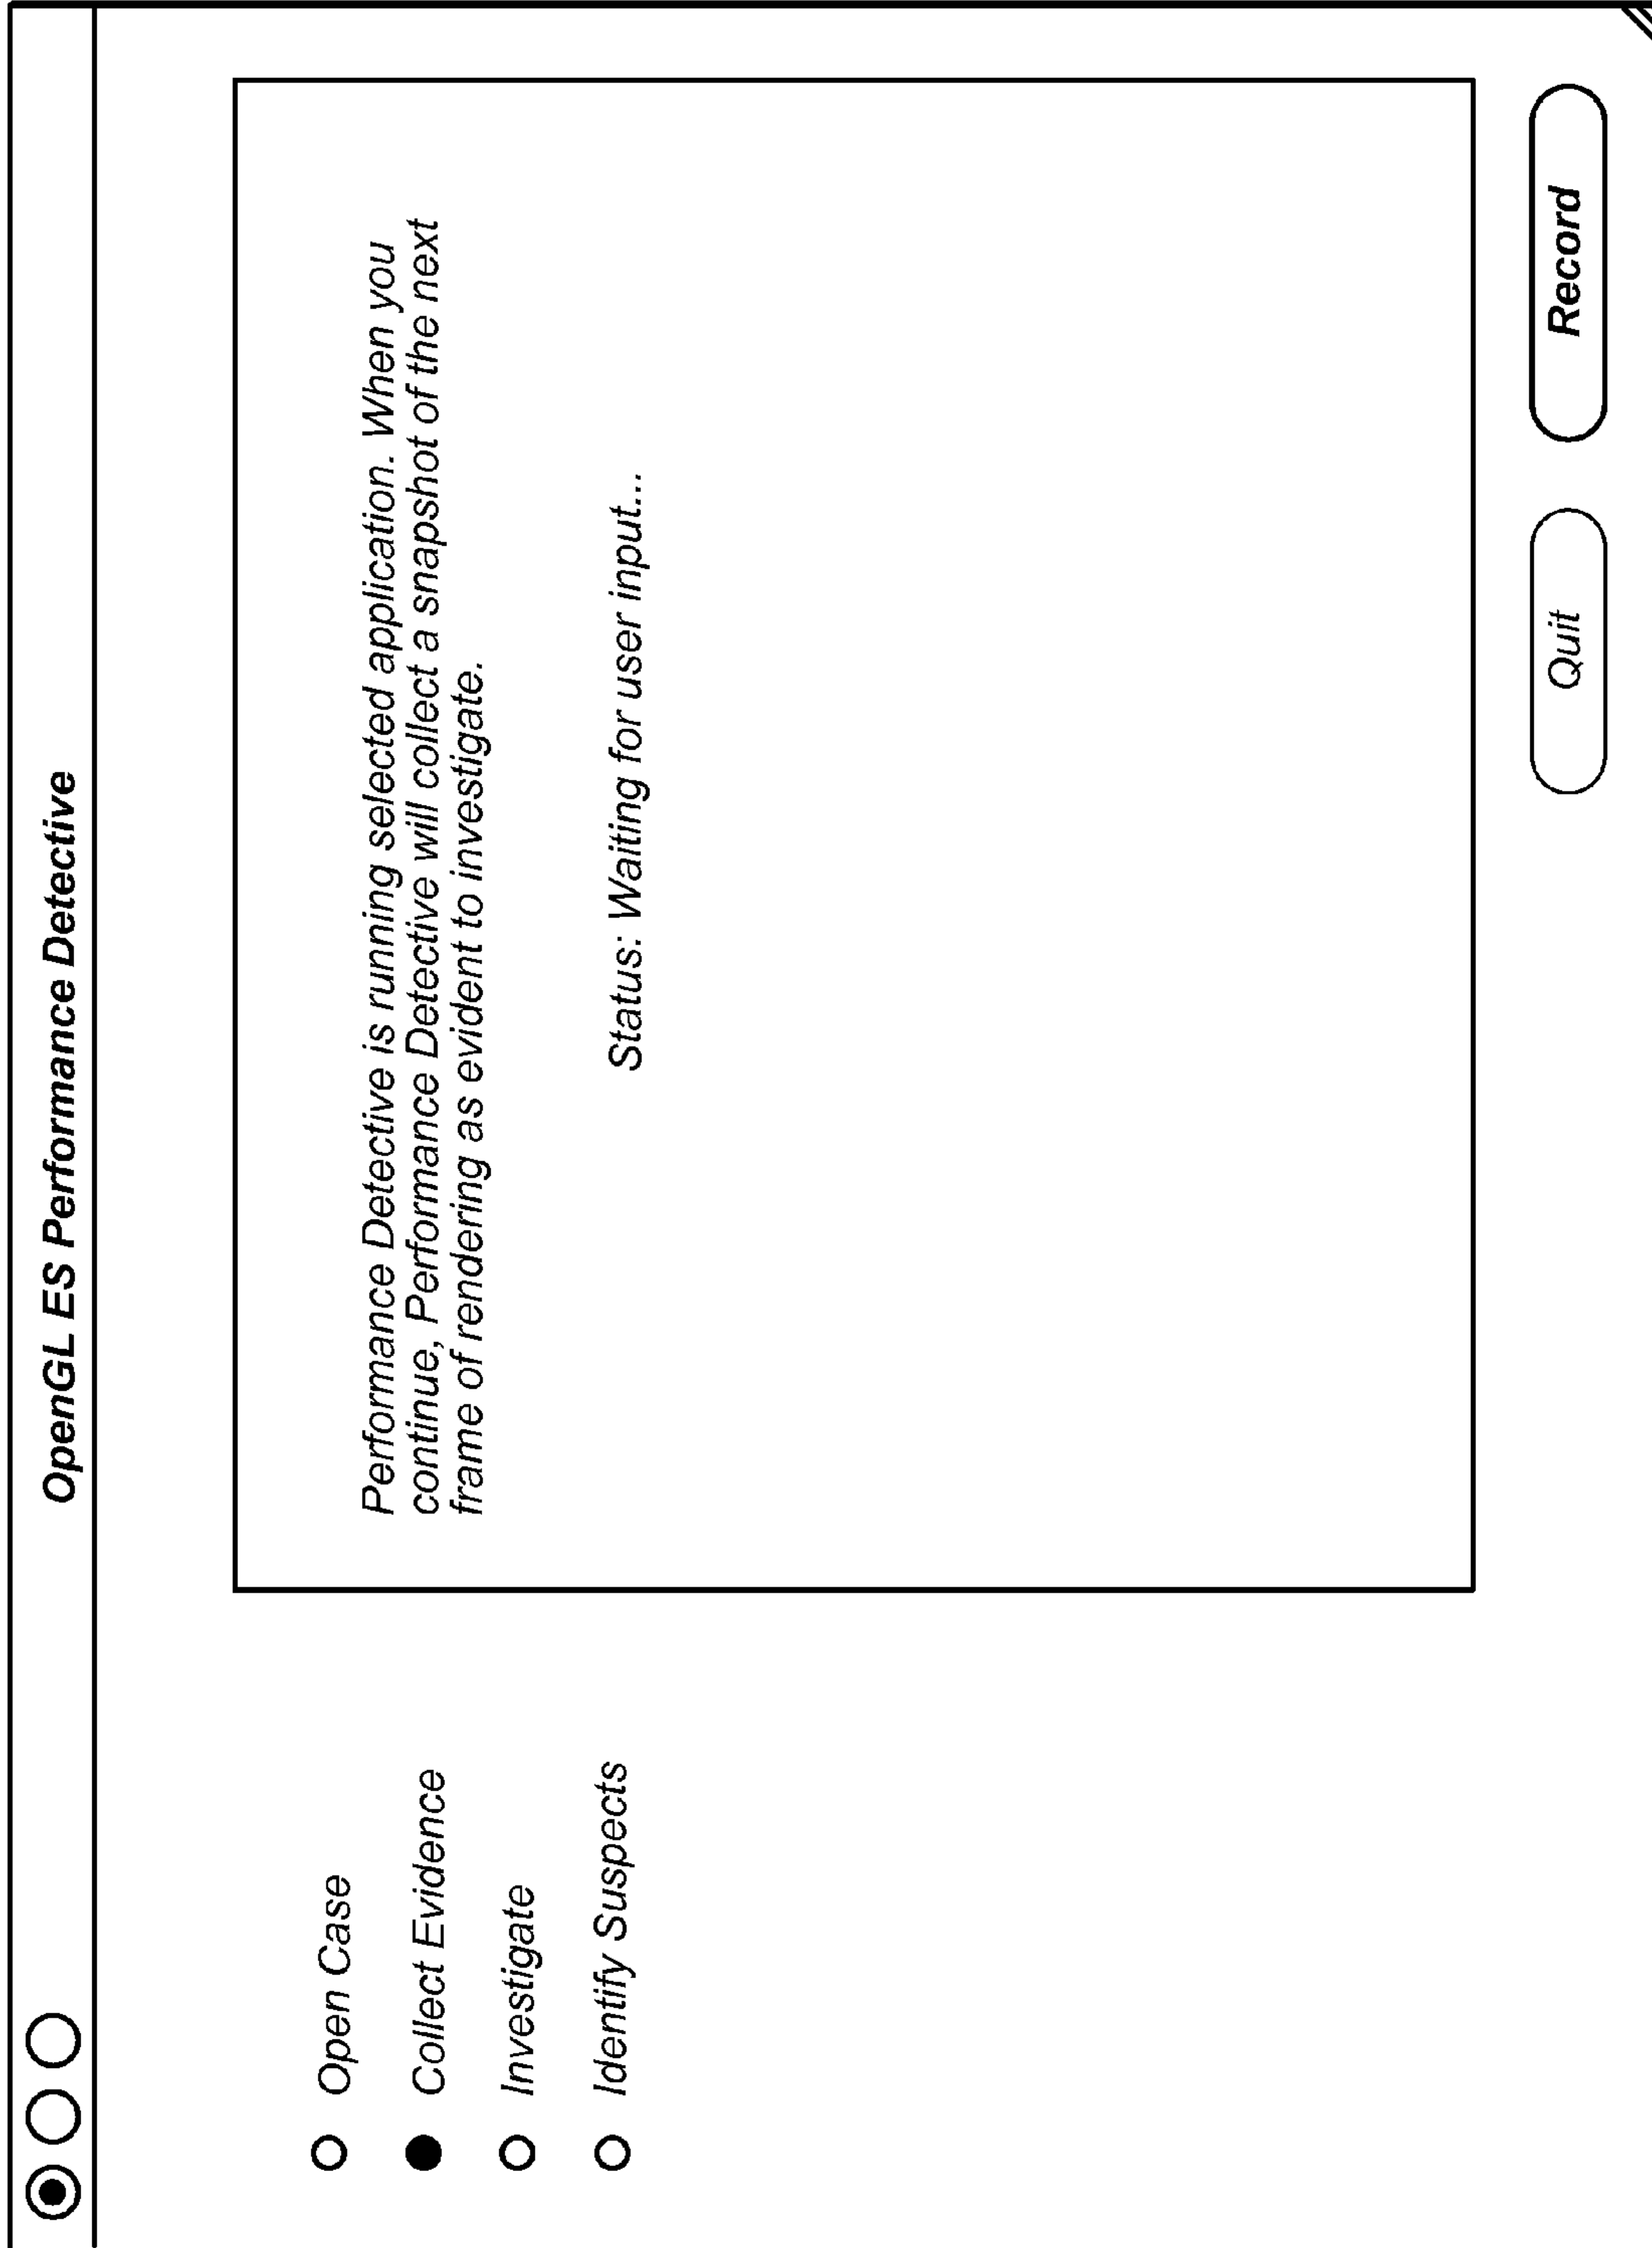 OpenGL ES Performance Detective
Open Case
Collect Evidence
Investigate
Identify Suspects
Performance Detective is running selected application. When you
continue, Performance Detective will collect a snapshot of the next
frame of rendering as evident to investigate.
Status: Waiting for user input...
Quit
Record